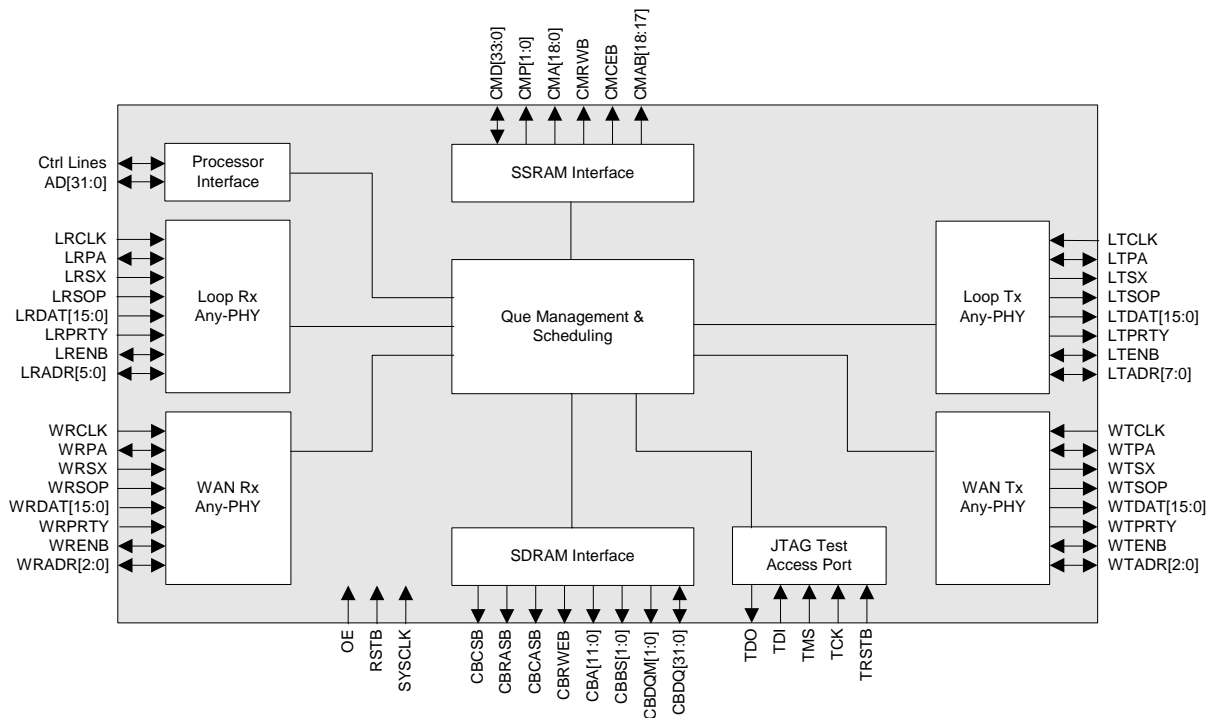 CMD[33:0]
CMP[1:0]
CMA[18:0]
CMRWB
CMCEB
CMAB[18:17]
Ctrl Lines
AD[31:0]
Processor
Interface
SSRAM Interface
LRCLK
LRPA
LRSX
LRSOP
LRDAT[15:0]
LRPRTY
LRENB
LRADR[5:0]
Loop Rx
Any-PHY
Que Management &
Scheduling
Loop Tx
Any-PHY
LTCLK
LTPA
LTSX
LTSOP
LTDAT[15:0]
LTPRTY
LTENB
LTADR[7:0]
WRCLK
WRPA
WRSX
WRSOP
WRDAT[15:0]
WRPRTY
WRENB
WRADR[2:0]
WAN Rx
Any-PHY
WAN Tx
Any-PHY
WTCLK
WTPA
WTSX
WTSOP
WTDAT[15:0]
WTPRTY
WTENB
WTADR[2:0]
SDRAM Interface
JTAG Test
Access Port
OE
RSTB
SYSCLK
CBCSB
CBRASB
CBCASB
CBRWEB
CBA[11:0]
CBBS[1:0]
CBDQM[1:0]
CBDQ[31:0]
TDO
TDI
TMS
TCK
TRSTB